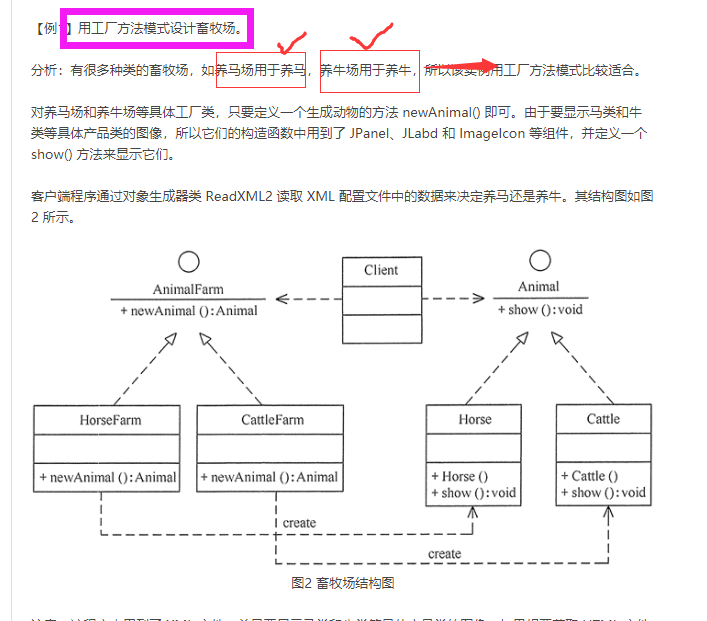 【例1】用工厂方法模式设计畜牧场。
分析：有很多种类的畜牧场，如养马场用于养马，养牛场用于养牛，所以该实例用工厂方法模式比较适合。
对养马场和养牛场等具体工厂类，只要定义一个生成动物的方法 newAnimal() 即可。由于要显示马类和牛
类等具体产品类的图像，所以它们的构造函数中用到了 JPanel、JLabd 和 ImageIcon 等组件，并定义一个
show() 方法来显示它们。
客户端程序通过对象生成器类 ReadXML2 读取 XML 配置文件中的数据来决定养马还是养牛。其结构图如图
2 所示。
Client
AnimalFarm
Animal
+ newAnimal ():Animal
+ show ():void
HorseFarm
CattleFarm
Horse
Cattle
+ newAnimal ():Animal
+ newAnimal ():Animal
+ Horse ()
+ show ():void
+ Cattle ()
+ show ():void
create
create
图2 畜牧场结构图